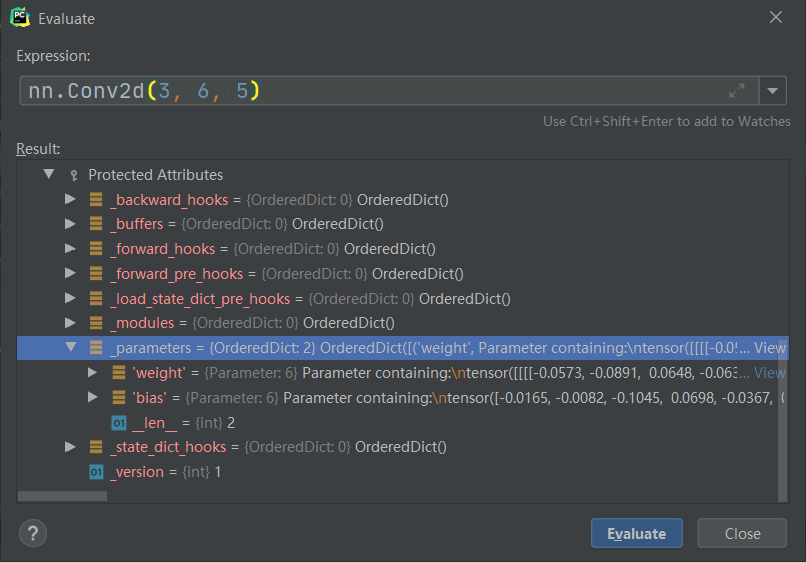 PC
Evaluate
Expression:
nn.Conv2d(3, 6, 5)
Use Ctrl+Shift+Enter to add to Watches
Result:
Protected Attributes
_backward_hooks = {OrderedDict: 0} OrderedDict()
_buffers = {OrderedDict: 0} OrderedDict()
_forward_hooks = {OrderedDict: 0} OrderedDict()
_forward_pre_hooks = {OrderedDict: 0} OrderedDict()
_load_state_dict_pre_hooks = {OrderedDict: 0} OrderedDict()
_modules = {OrderedDict: 0} OrderedDict()
_parameters = {OrderedDict: 2} OrderedDict([('weight', Parameter containing:\ntensor([[[[-0.05... View
'weight' = {Parameter: 6} Parameter containing:\ntensor([[[[-0.0573, -0.0891, 0.0648, -0.063... View
'bias' = {Parameter: 6} Parameter containing:\ntensor([-0.0165, -0.0082, -0.1045, 0.0698, -0.0367, 0
01 __len__ = {int} 2
_state_dict_hooks = {OrderedDict: 0} OrderedDict()
01 _version = {int} 1
? Evaluate Close